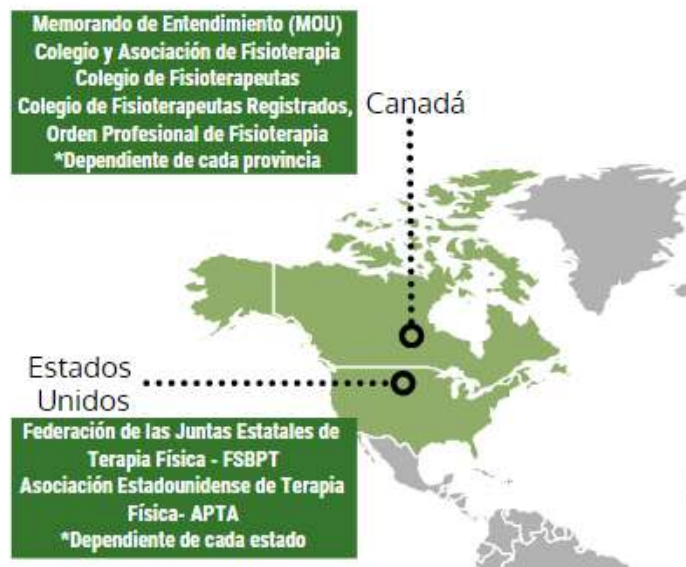 Memorando de Entendimiento (MOU)
Colegio y Asociación de Fisioterapia
Colegio de Fisioterapeutas
Colegio de Fisioterapeutas Registrados,
Orden Profesional de Fisioterapia
*Dependiente de cada provincia
Canadá
Estados
Unidos
Federación de las Juntas Estatales de
Terapia Física - FSBPT
Asociación Estadounidense de Terapia
Física- APTA
*Dependiente de cada estado